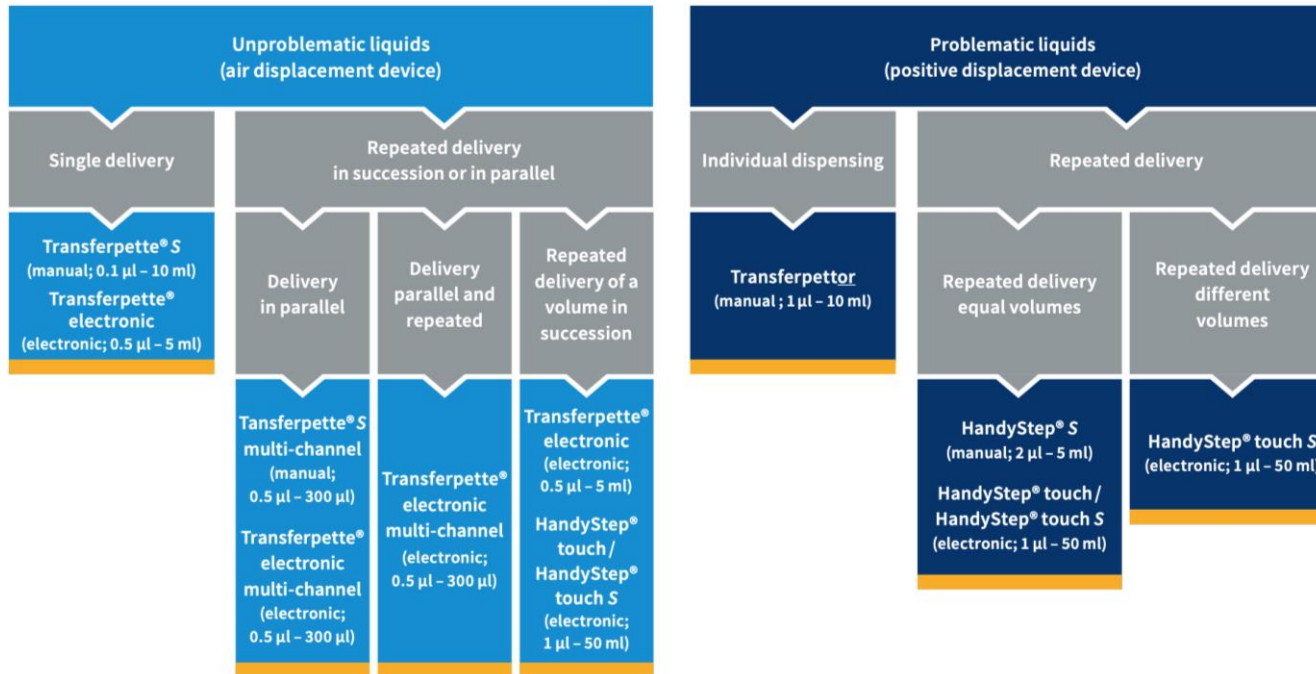 Unproblematic liquids
(air displacement device)
Single delivery
Repeated delivery
in succession or in parallel
Transferpette® S
(manual; 0.1 µl – 10 ml)
Transferpette®
electronic
(electronic; 0.5 µl – 5 ml)
Delivery
in parallel
Delivery
parallel and
repeated
Repeated
delivery of a
volume in
succession
Tansferpette® S
multi-channel
(manual;
0.5 µl – 300 µl)
Transferpette®
electronic
multi-channel
(electronic;
0.5 µl – 300 µl)
Transferpette®
electronic
multi-channel
(electronic;
0.5 µl – 300 µl)
Transferpette®
electronic
(electronic;
0.5 µl – 5 ml)
HandyStep®
touch /
HandyStep®
touch S
(electronic;
1 µl – 50 ml)
Problematic liquids
(positive displacement device)
Individual dispensing
Repeated delivery
Transferpettor
(manual ; 1 µl – 10 ml)
Repeated delivery
equal volumes
Repeated delivery
different
volumes
HandyStep® S
(manual; 2 µl – 5 ml)
HandyStep® touch /
HandyStep® touch S
(electronic; 1 µl – 50 ml)
HandyStep® touch S
(electronic; 1 µl – 50 ml)